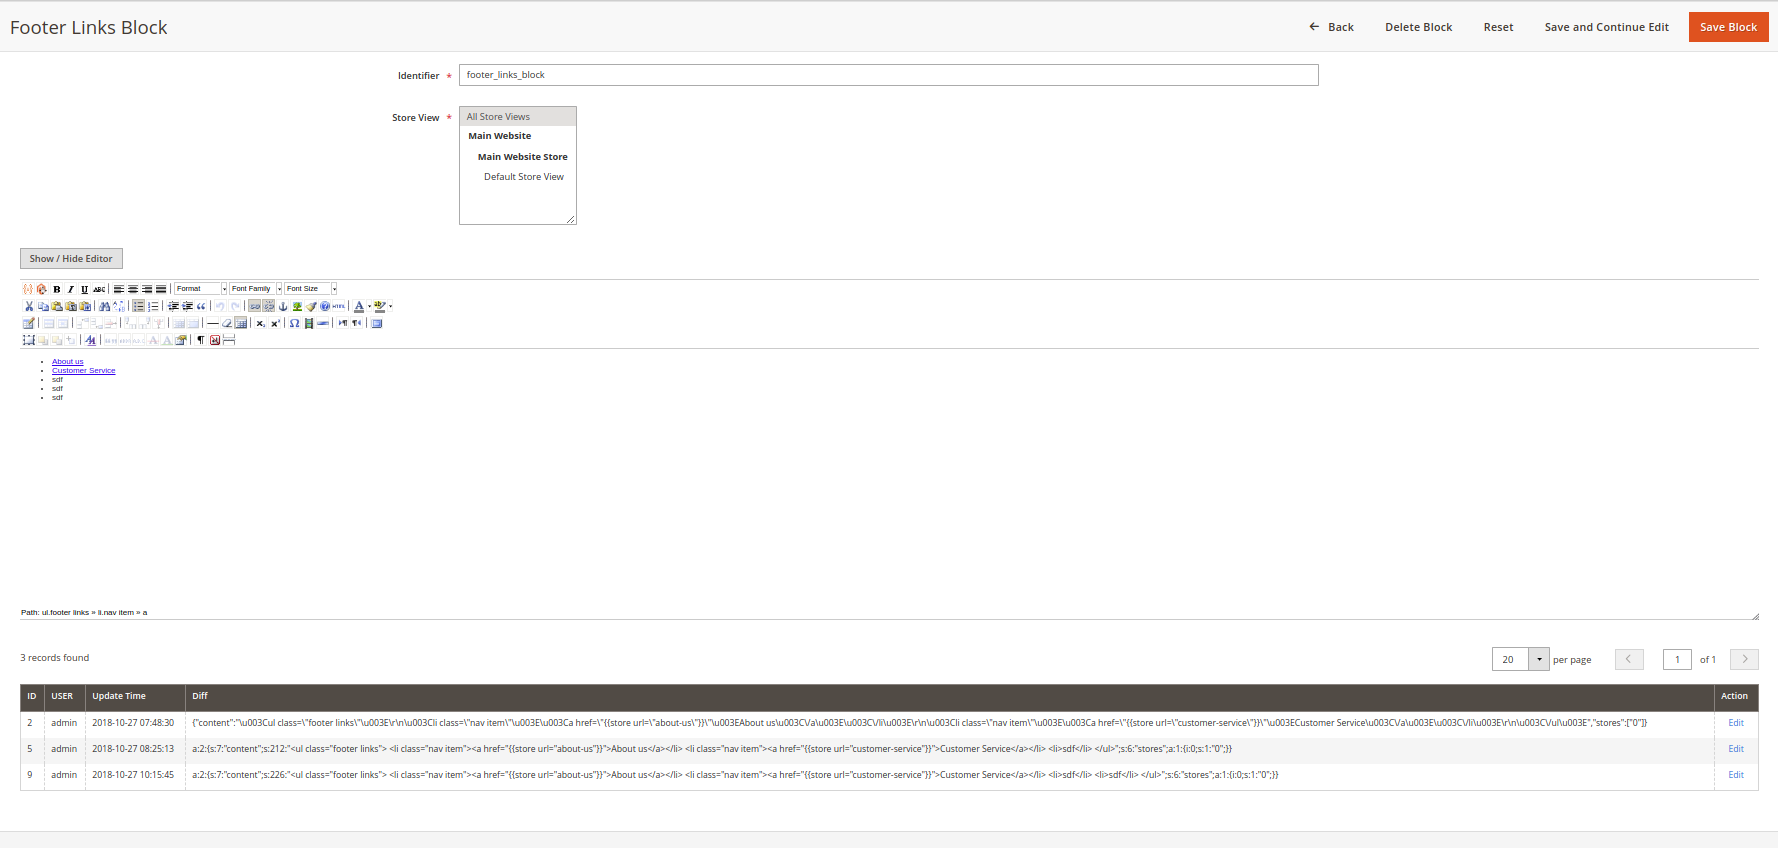 Footer Links Block
Back Delete Block Reset Save and Continue Edit Save Block
Identifier * footer_links_block
Store View * All Store Views
Main Website
Main Website Store
Default Store View
Show / Hide Editor
B I U ABC Format Font Family Font Size
HTML A
About us
Customer Service
sdf
sdf
sdf
Path: ul.footer links » li.nav item » a
3 records found 20 per page 1 of 1
ID USER Update Time Diff Action
2 admin 2018-10-27 07:48:30 {"content":"\u003Cul class=\"footer links\"\u003E\r\n\u003Cli class=\"nav item\"\u003E\u003Ca href=\"{{store url=\"about-us\"}}\"\u003EAbout us\u003C\/a\u003E\u003C\/li\u003E\r\n\u003Cli class=\"nav item\"\u003E\u003Ca href=\"{{store url=\"customer-service\"}}\"\u003ECustomer Service\u003C\/a\u003E\u003C\/li\u003E\r\n\u003C\/ul\u003E","stores":["0"]} Edit
5 admin 2018-10-27 08:25:13 a:2:{s:7:"content";s:212:"<ul class="footer links"> <li class="nav item"><a href="{{store url="about-us"}}">About us</a></li> <li class="nav item"><a href="{{store url="customer-service"}}">Customer Service</a></li> <li>sdf</li> </ul>";s:6:"stores";a:1:{i:0;s:1:"0";}} Edit
9 admin 2018-10-27 10:15:45 a:2:{s:7:"content";s:226:"<ul class="footer links"> <li class="nav item"><a href="{{store url="about-us"}}">About us</a></li> <li class="nav item"><a href="{{store url="customer-service"}}">Customer Service</a></li> <li>sdf</li> <li>sdf</li> </ul>";s:6:"stores";a:1:{i:0;s:1:"0";}} Edit